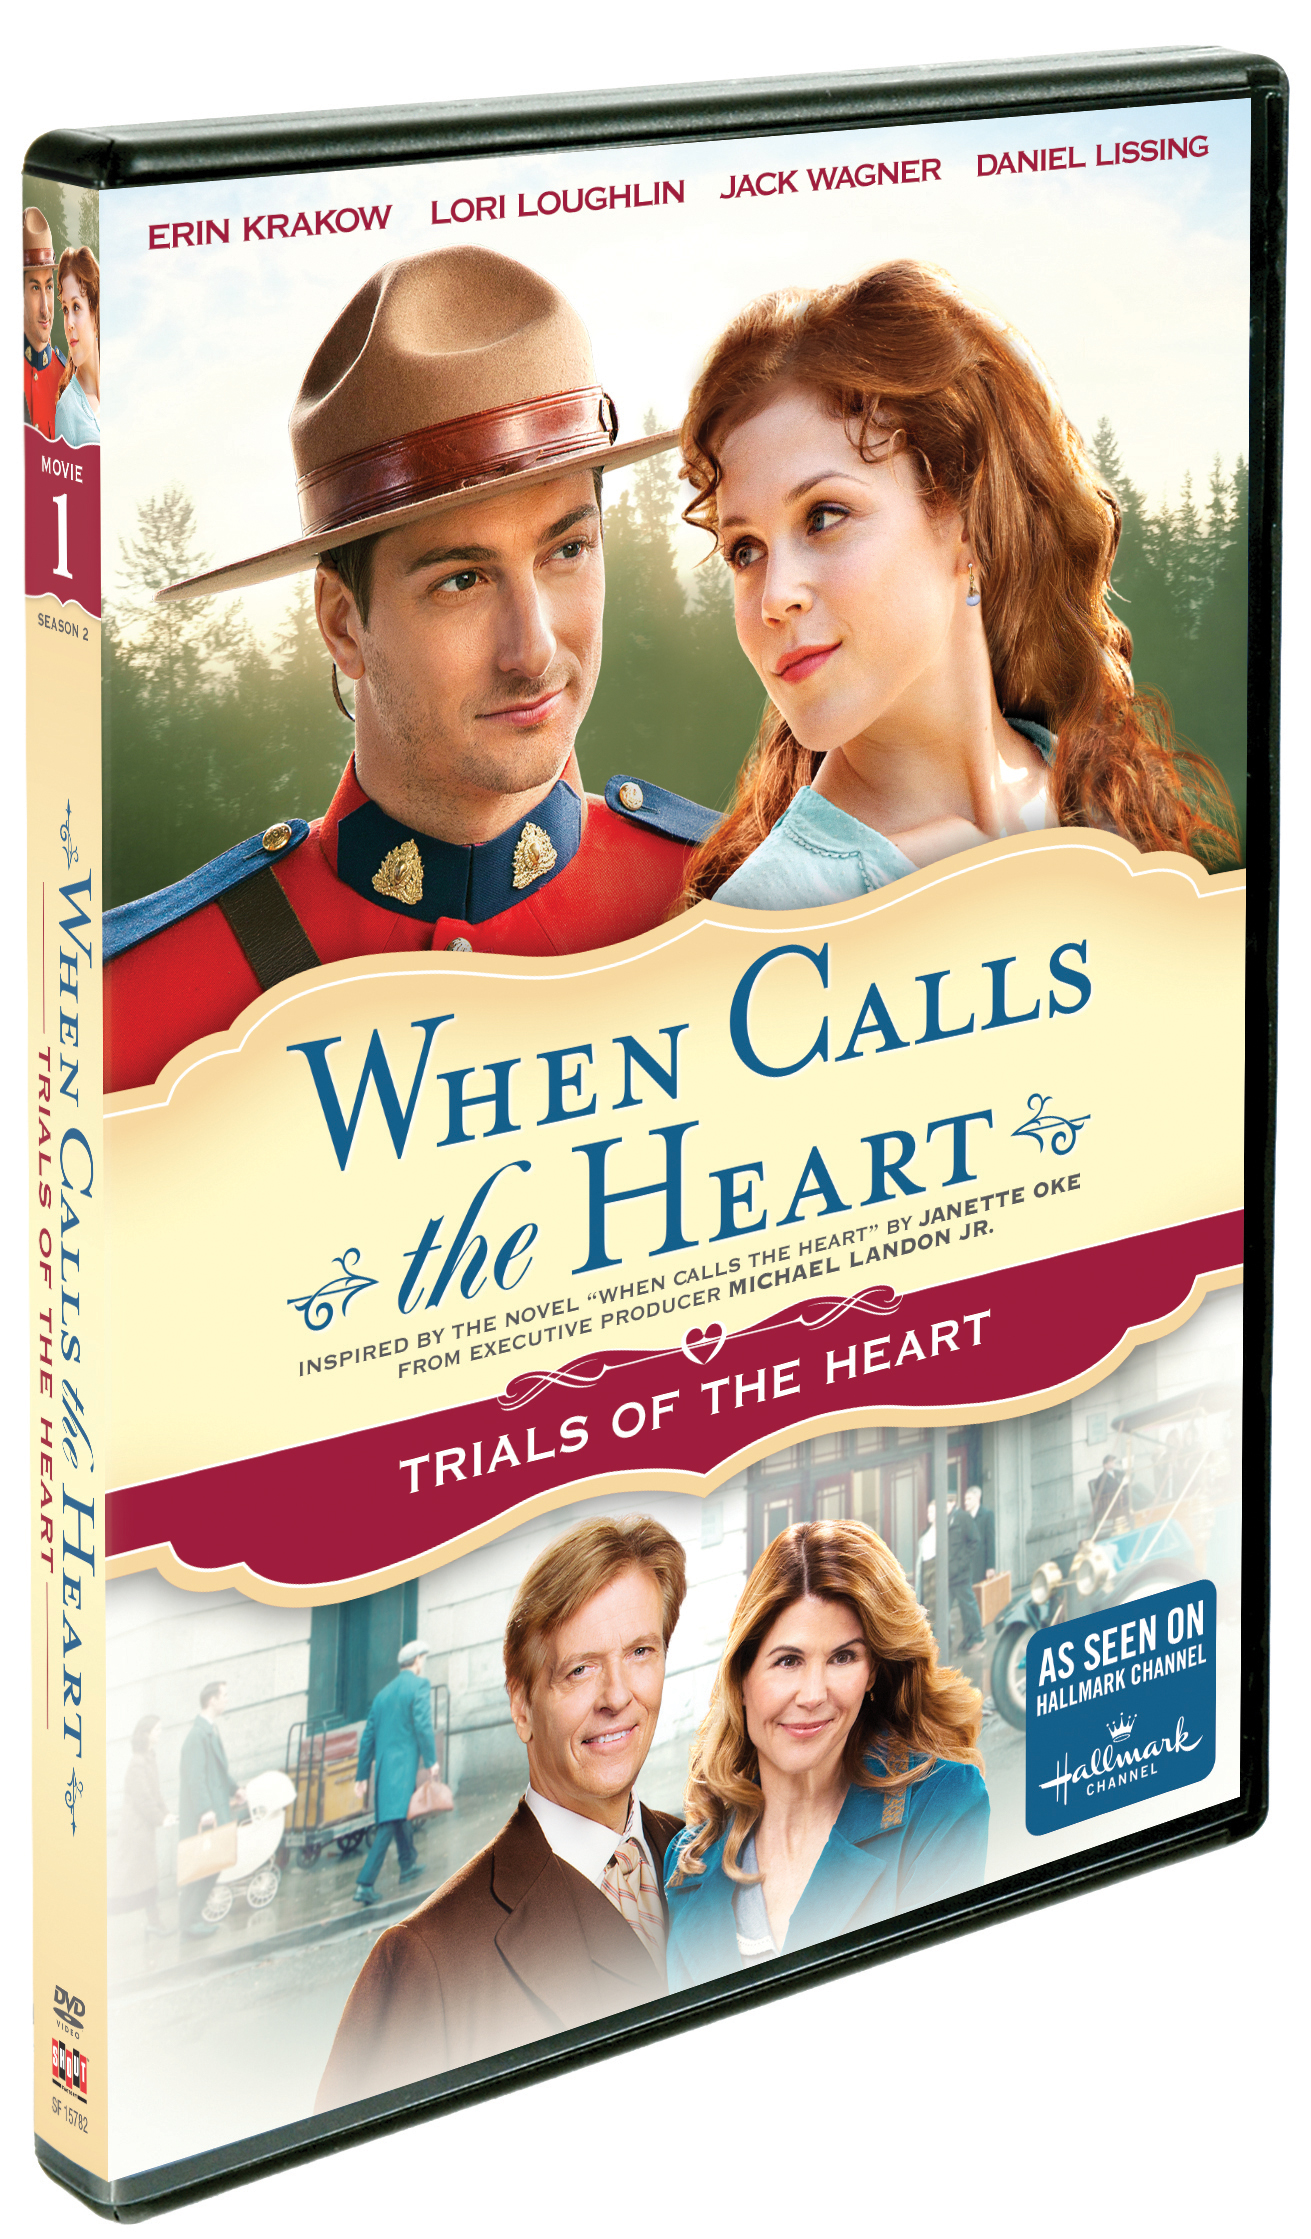 ERIN KRAKOW LORI LOUGHLIN JACK WAGNER DANIEL LISSING
WHEN CALLS
the HEART
INSPIRED BY THE NOVEL “WHEN CALLS THE HEART” BY JANETTE OKE
FROM EXECUTIVE PRODUCER MICHAEL LANDON JR.
TRIALS OF THE HEART
AS SEEN ON
HALLMARK CHANNEL
Hallmark
CHANNEL
MOVIE
1
SEASON 2
WHEN CALLS the HEART
TRIALS OF THE HEART
DVD
VIDEO
SHOUT
FACTORY
SF 15782